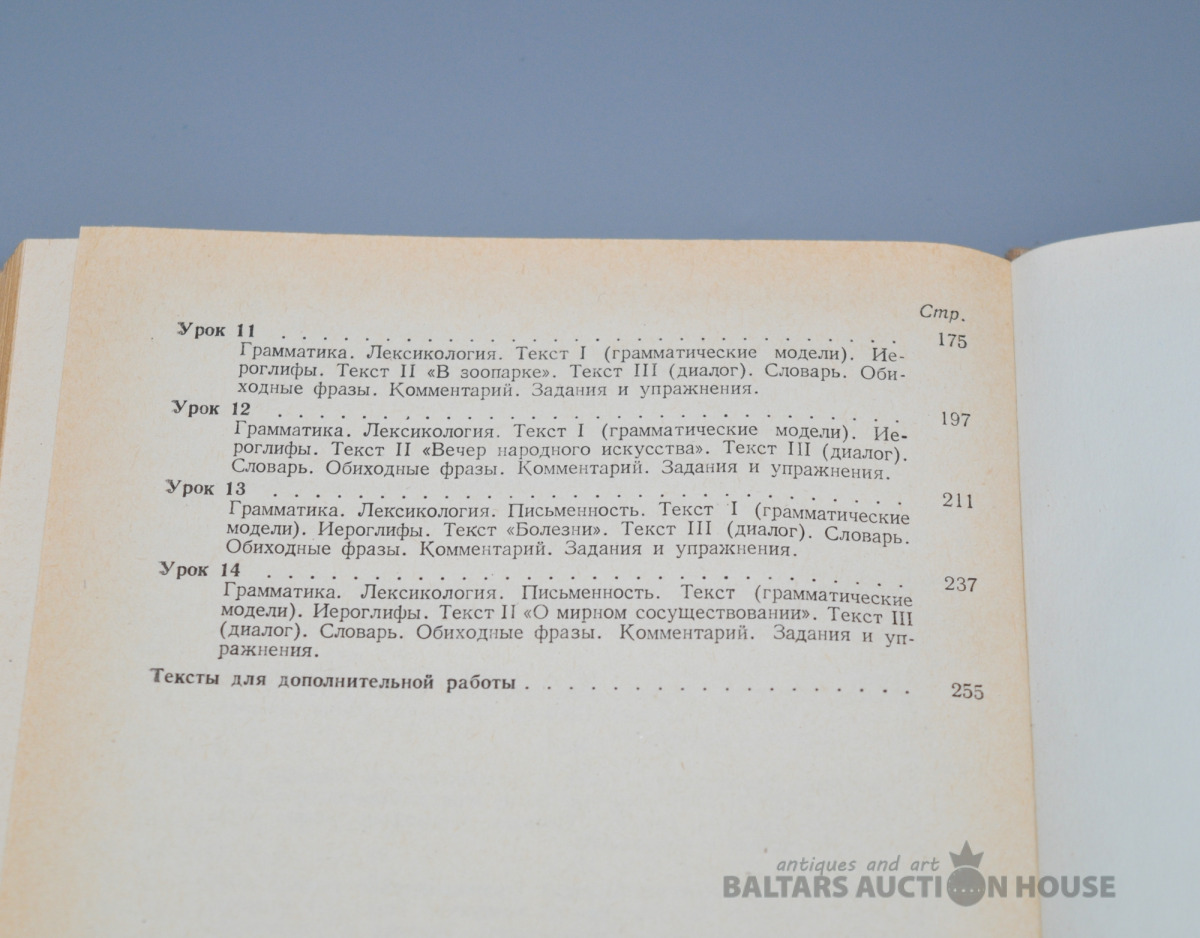 Стр.
Урок 11 . . . . . . . . . . . . . . . . . . . . . . . . 175
Грамматика. Лексикология. Текст I (грамматические модели). Ие-
роглифы. Текст II «В зоопарке». Текст III (диалог). Словарь. Оби-
ходные фразы. Комментарий. Задания и упражнения.
Урок 12 . . . . . . . . . . . . . . . . . . . . . . . . 197
Грамматика. Лексикология. Текст I (грамматические модели). Ие-
роглифы. Текст II «Вечер народного искусства». Текст III (диалог).
Словарь. Обиходные фразы. Комментарий. Задания и упражнения.
Урок 13 . . . . . . . . . . . . . . . . . . . . . . . . 211
Грамматика. Лексикология. Письменность. Текст I (грамматические
модели). Иероглифы. Текст «Болезни». Текст III (диалог). Словарь.
Обиходные фразы. Комментарий. Задания и упражнения.
Урок 14 . . . . . . . . . . . . . . . . . . . . . . . . 237
Грамматика. Лексикология. Письменность. Текст (грамматические
модели). Иероглифы. Текст II «О мирном сосуществовании». Текст III
(диалог). Словарь. Обиходные фразы. Комментарий. Задания и уп-
ражнения.
Тексты для дополнительной работы . . . . . . . . . . . . . . . . . . 255
antiques and art
BALTARS AUCTION HOUSE